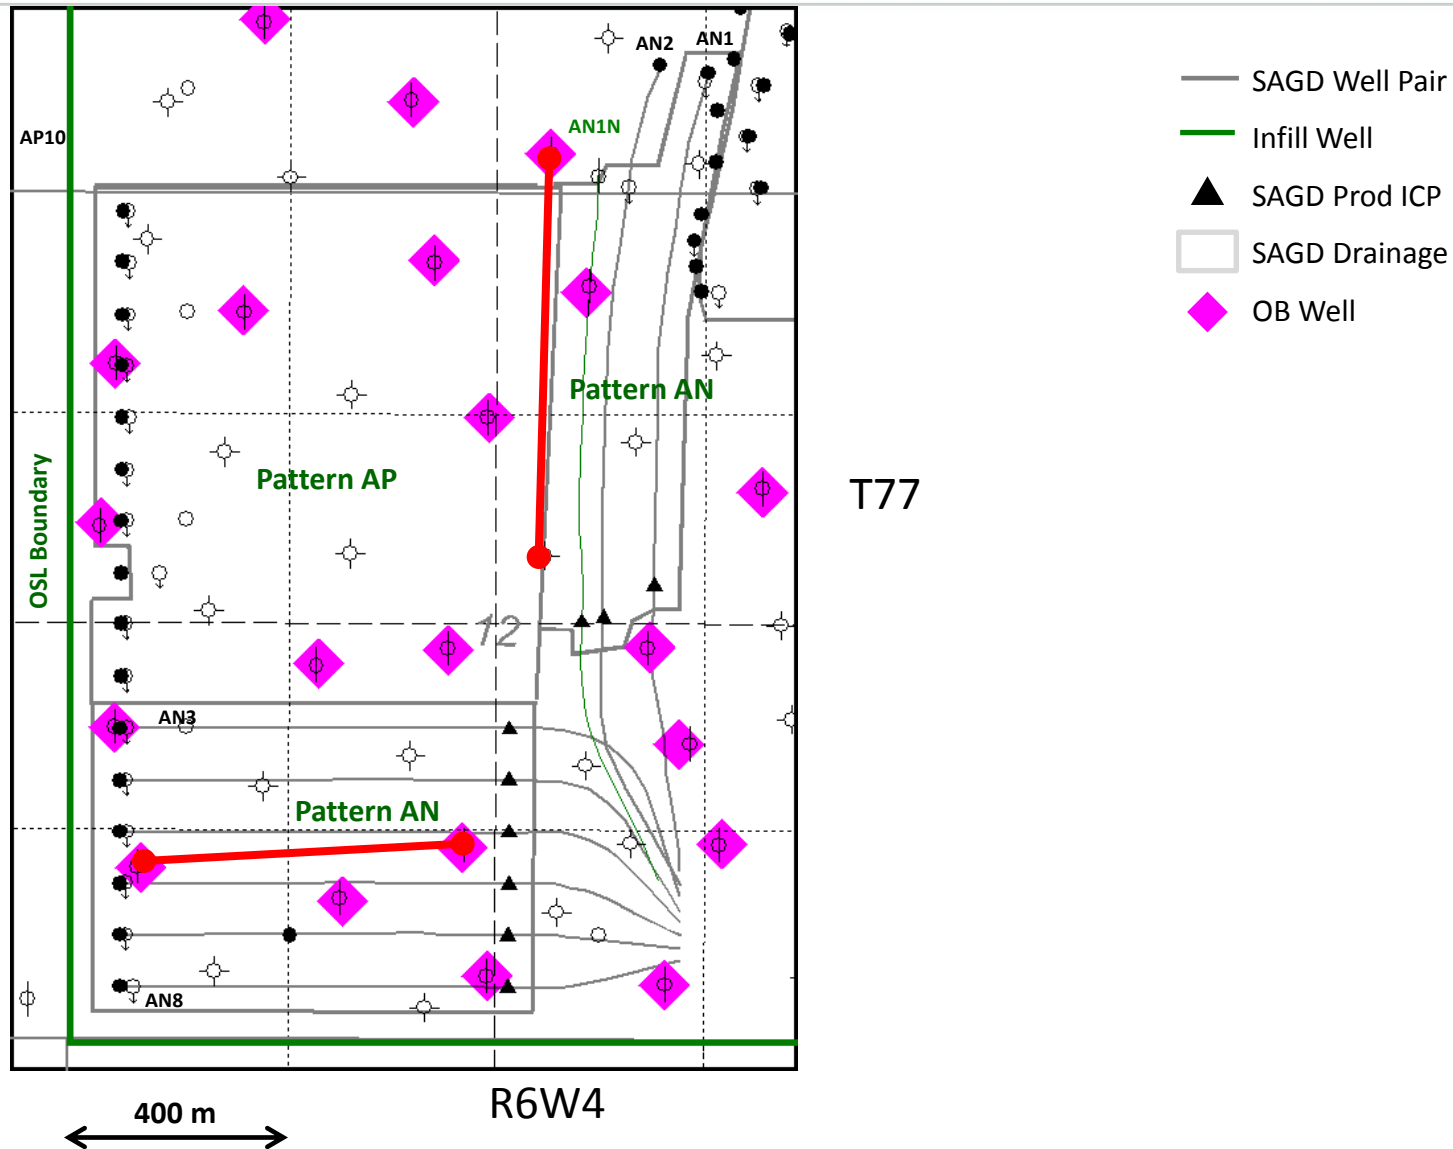 AN2
AN1
SAGD Well Pair
AP10
AN1N
Infill Well
SAGD Prod ICP
SAGD Drainage
OB Well
Pattern AN
Pattern AP
OSL Boundary
T77
12
AN3
Pattern AN
AN8
R6W4
400 m